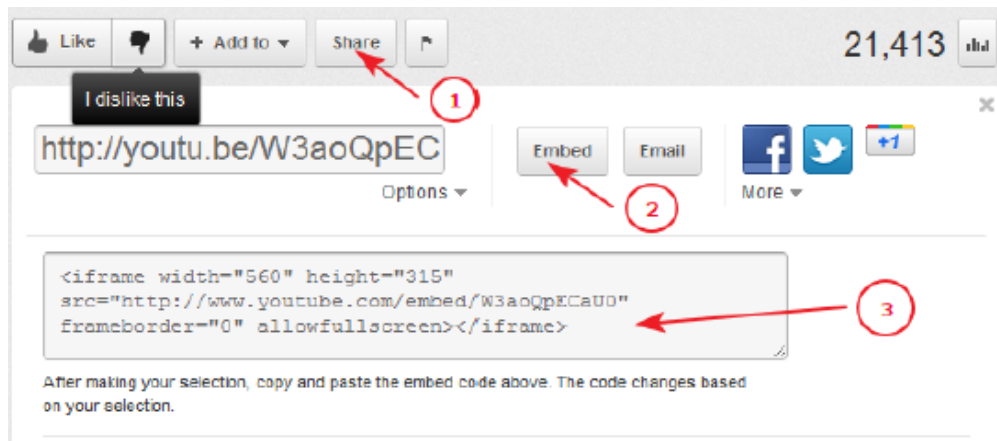 Like + Add to Share 21,413
1
I dislike this
http://youtu.be/W3aoQpEC Embed Email f +1
Options 2 More
<iframe width="560" height="315"
src="http://www.youtube.com/embed/W3aoQpECaU0"
frameborder="0" allowfullscreen></iframe>
3
After making your selection, copy and paste the embed code above. The code changes based
on your selection.